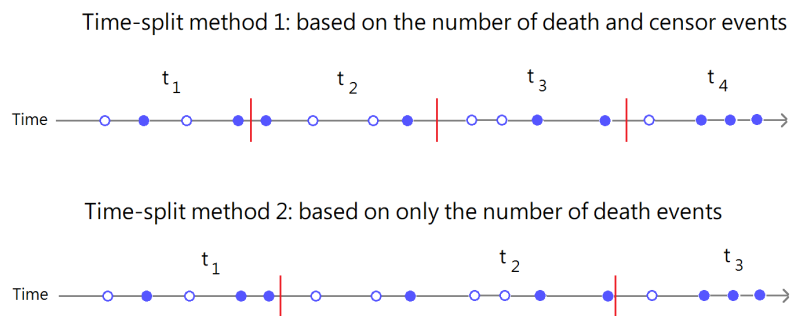 Time-split method 1: based on the number of death and censor events
t1 t2 t3 t4
Time
Time-split method 2: based on only the number of death events
t1 t2 t3
Time